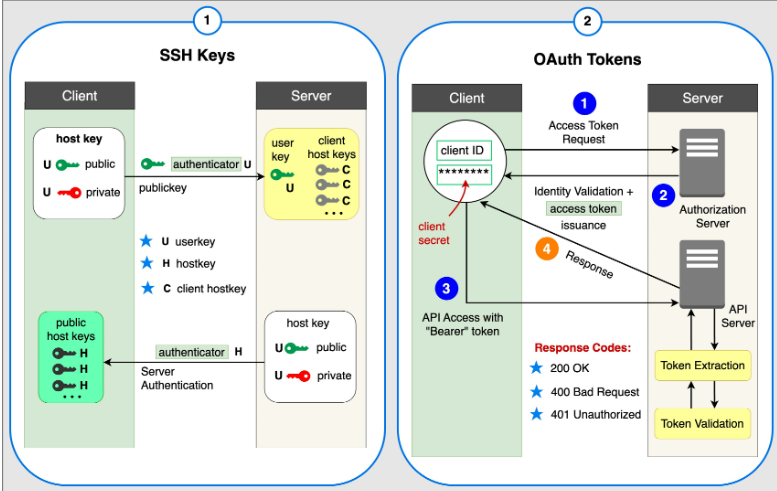 1
SSH Keys
Client
Server
host key
U public
U private
authenticator U
publickey
user
key
U
client
host keys
C
C
C
...
U userkey
H hostkey
C client hostkey
public
host keys
H
H
H
...
authenticator H
Server
Authentication
host key
U public
U private
2
OAuth Tokens
Client
Server
client ID
********
client
secret
1
Access Token
Request
2
Identity Validation +
access token
issuance
Authorization
Server
4
Response
3
API Access with
"Bearer" token
API
Server
Response Codes:
200 OK
400 Bad Request
401 Unauthorized
Token Extraction
Token Validation